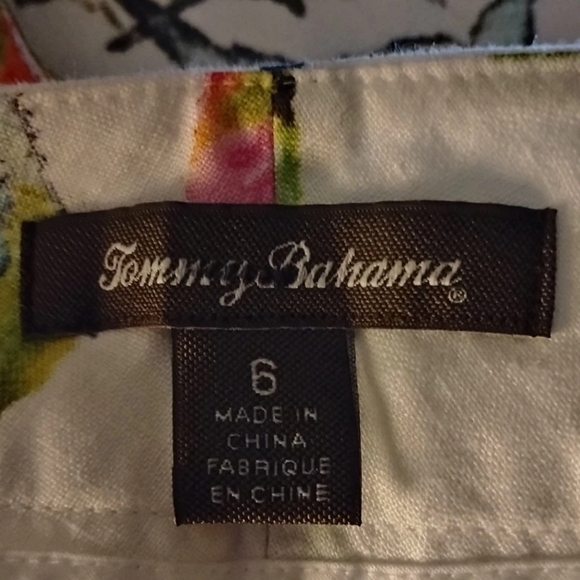 Tommy Bahama®
6
MADE IN
CHINA
FABRIQUE
EN CHINE